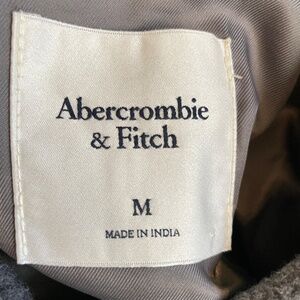 Abercrombie
& Fitch
M
MADE IN INDIA